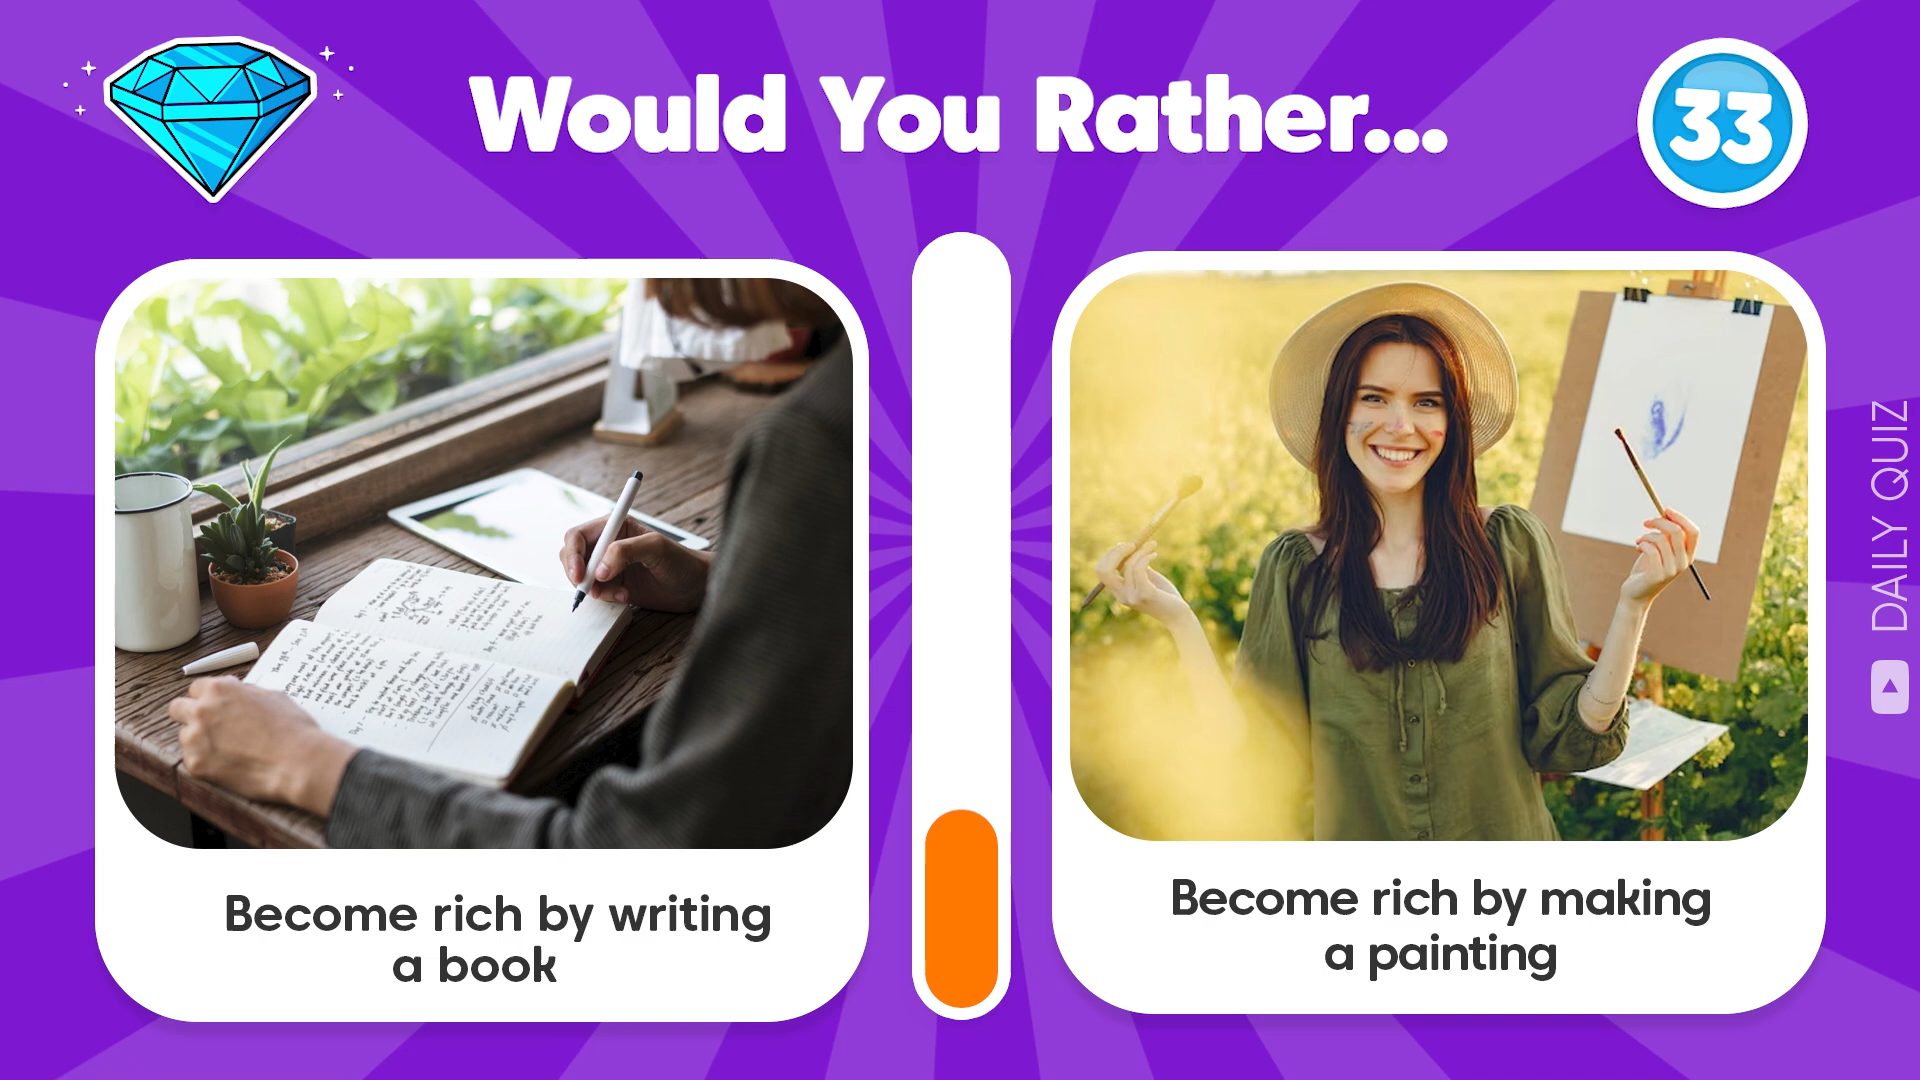 Would You Rather...
33
Become rich by writing
a book
Become rich by making
a painting
DAILY QUIZ